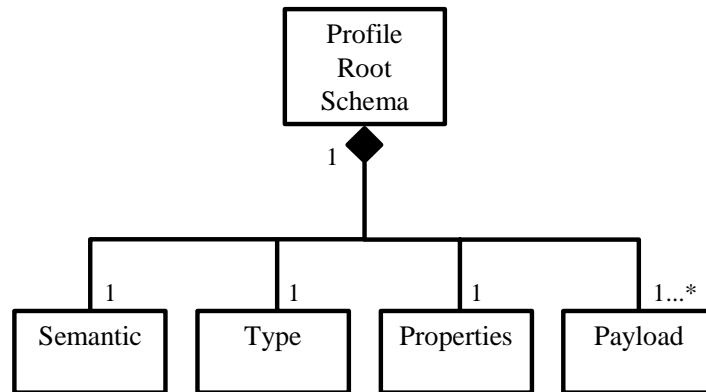 Profile
Root
Schema
1
1
1
1
1...*
Semantic
Type
Properties
Payload